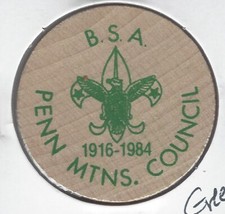 B.S.A.
1916-1984
PENN MTNS. COUNCIL